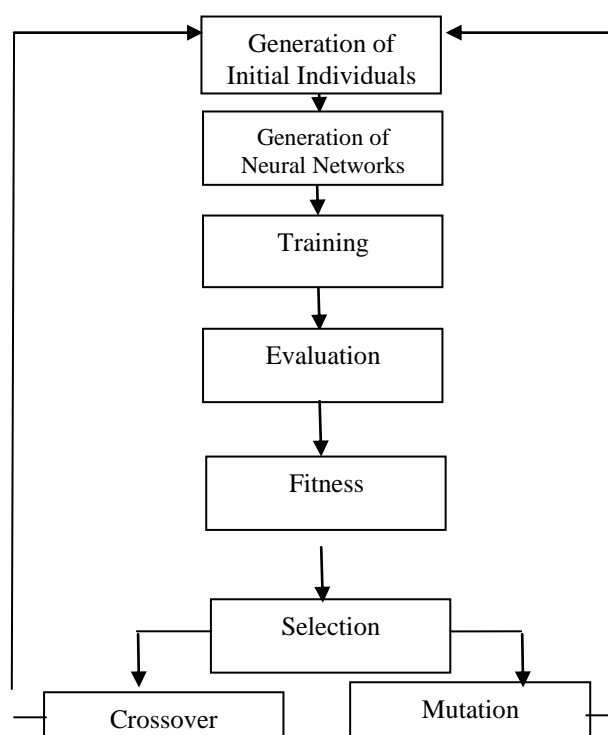 Generation of
Initial Individuals
Generation of
Neural Networks
Training
Evaluation
Fitness
Selection
Crossover
Mutation